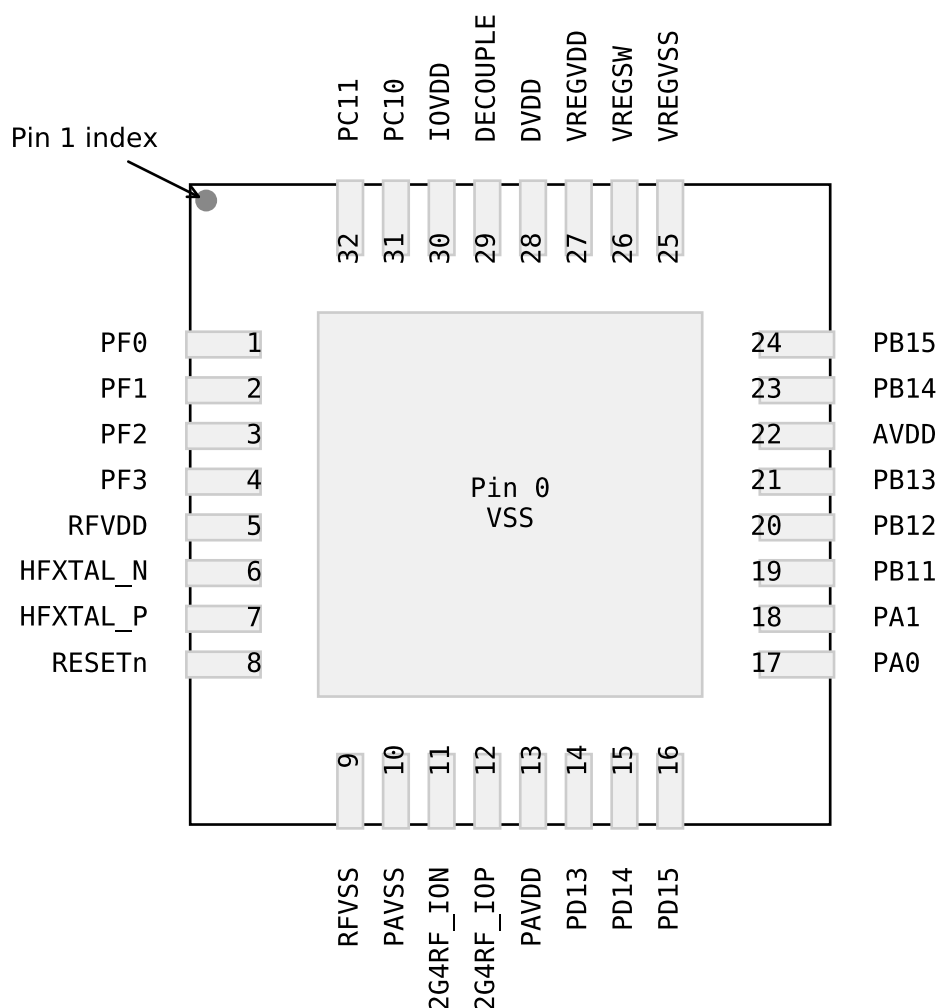 PC11
PC10
IOVDD
DECOUPLE
DVDD
VREGVDD
VREGSW
VREGVSS
Pin 1 index
32
31
30
29
28
27
26
25
PF0 1
PF1 2
PF2 3
PF3 4
RFVDD 5
HFXTAL_N 6
HFXTAL_P 7
RESETn 8
Pin 0
VSS
24 PB15
23 PB14
22 AVDD
21 PB13
20 PB12
19 PB11
18 PA1
17 PA0
9
10
11
12
13
14
15
16
RFVSS
PAVSS
2G4RF_ION
2G4RF_IOP
PAVDD
PD13
PD14
PD15